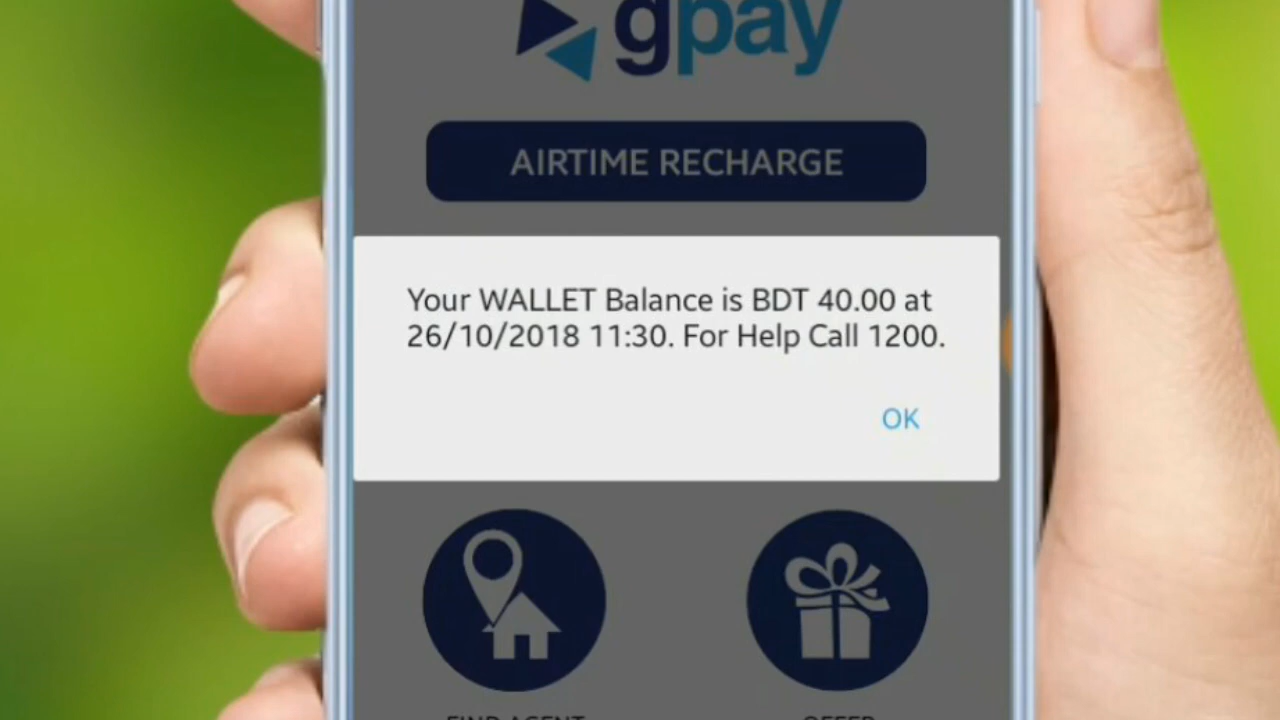 gpay
AIRTIME RECHARGE
Your WALLET Balance is BDT 40.00 at
26/10/2018 11:30. For Help Call 1200.
OK
FIND AGENT
OFFER